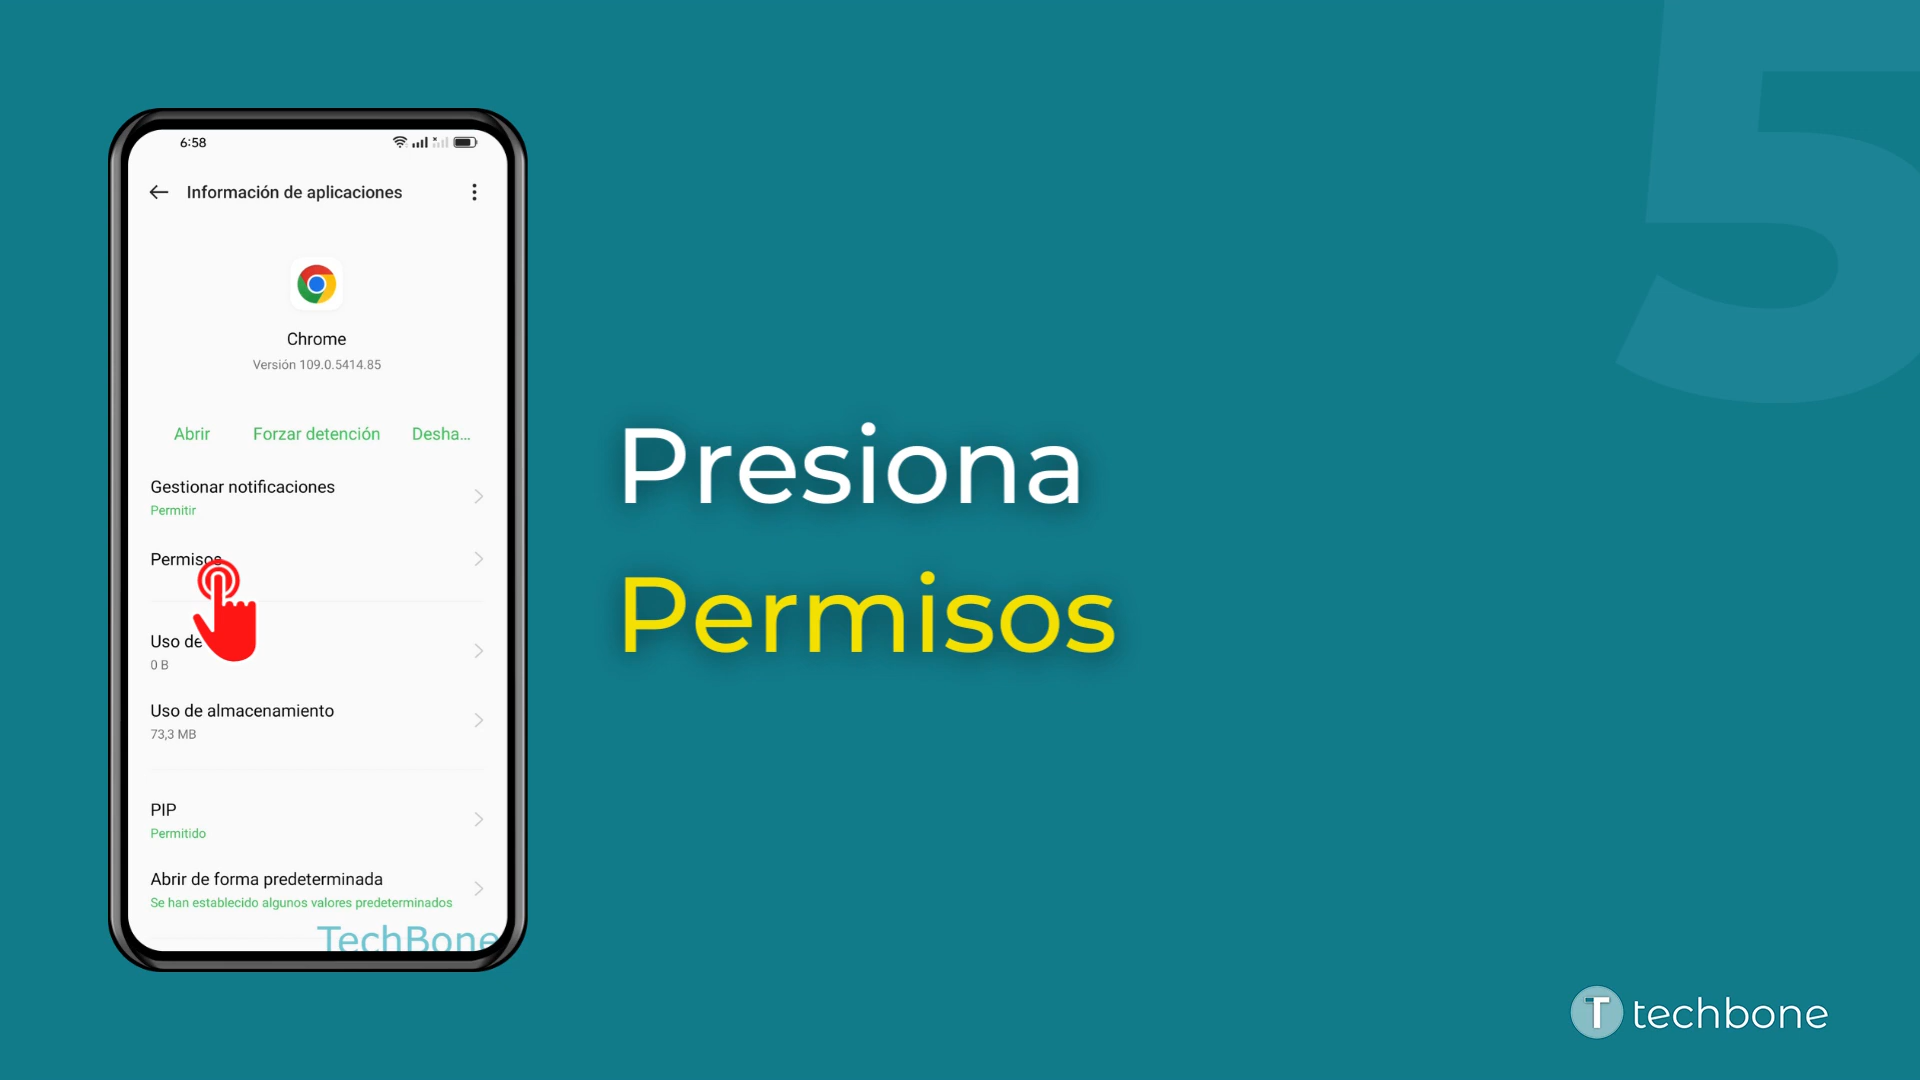 5
6:58
Información de aplicaciones
Chrome
Versión 109.0.5414.85
Abrir Forzar detención Desha...
Gestionar notificaciones
Permitir
Permisos
Uso de
0 B
Uso de almacenamiento
73,3 MB
PIP
Permitido
Abrir de forma predeterminada
Se han establecido algunos valores predeterminados
TechBone
Presiona
Permisos
T techbone